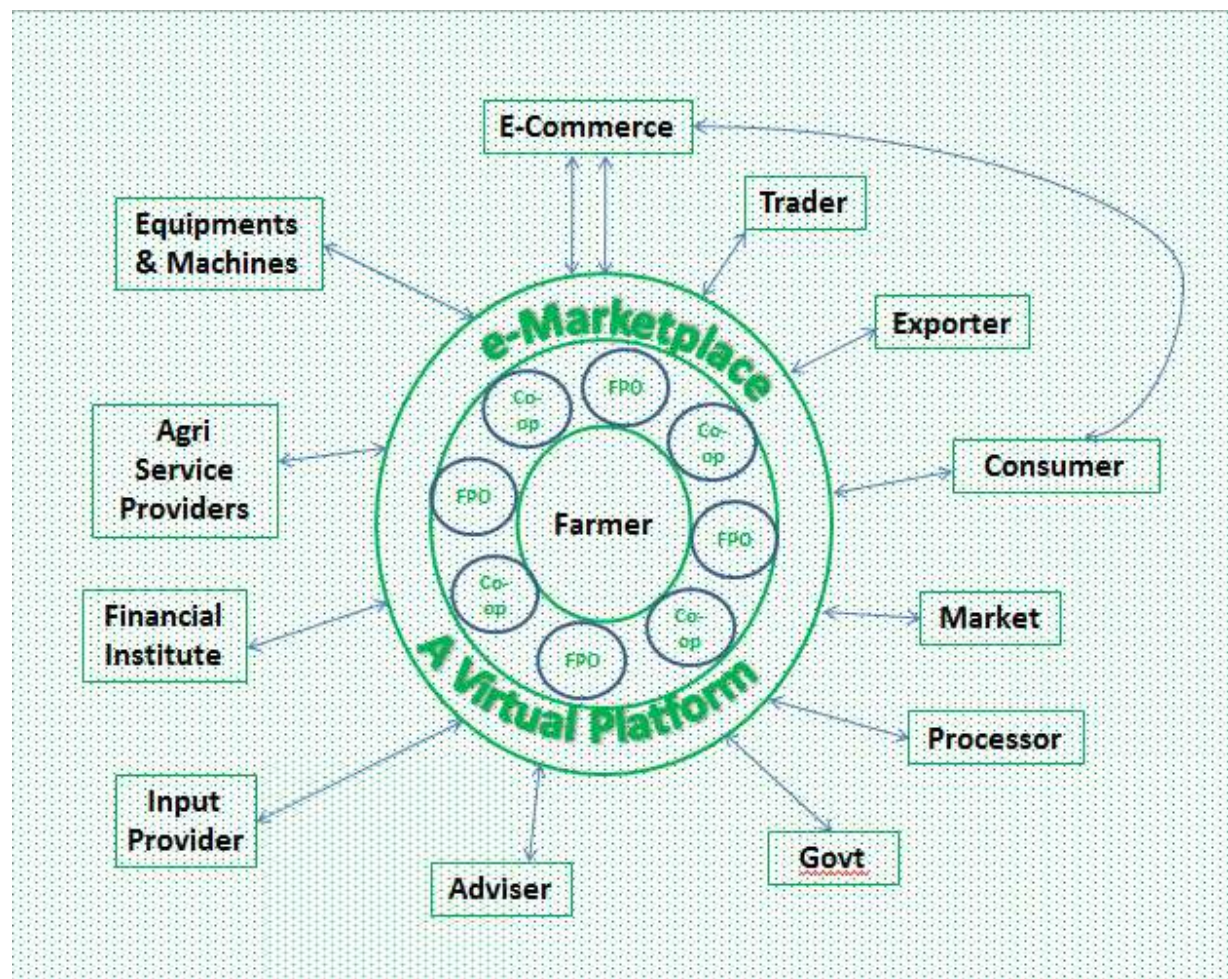 E-Commerce
Trader
Equipments
& Machines
Exporter
e-Marketplace
FPO
Co-
op
Co-
op
Agri
Service
Providers
Consumer
FPO
Farmer
FPO
Co-
op
Co-
op
Financial
Institute
Market
FPO
A Virtual Platform
Processor
Input
Provider
Govt
Adviser